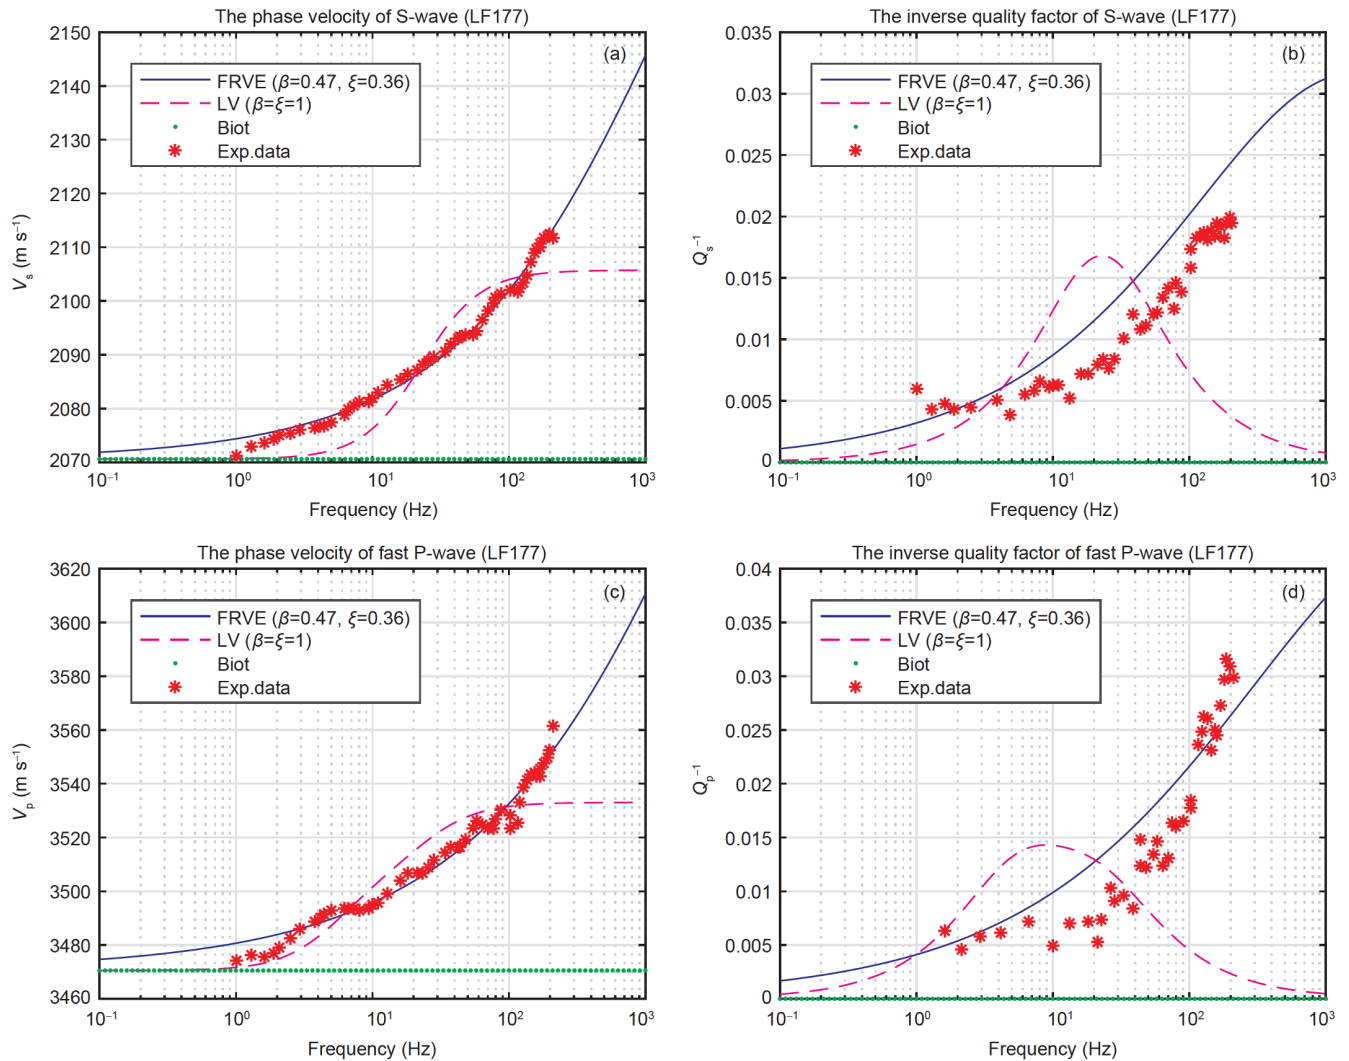 The phase velocity of S-wave (LF177)
2150
2140
2130
2120
2110
2100
2090
2080
2070
V_s (m s⁻¹)
(a)
FRVE (β=0.47, ξ=0.36)
LV (β=ξ=1)
Biot
Exp.data
10⁻¹ 10⁰ 10¹ 10² 10³
Frequency (Hz)
The inverse quality factor of S-wave (LF177)
0.035
0.03
0.025
0.02
0.015
0.01
0.005
0
Q_s⁻¹
(b)
FRVE (β=0.47, ξ=0.36)
LV (β=ξ=1)
Biot
Exp.data
10⁻¹ 10⁰ 10¹ 10² 10³
Frequency (Hz)
The phase velocity of fast P-wave (LF177)
3620
3600
3580
3560
3540
3520
3500
3480
3460
V_p (m s⁻¹)
(c)
FRVE (β=0.47, ξ=0.36)
LV (β=ξ=1)
Biot
Exp.data
10⁻¹ 10⁰ 10¹ 10² 10³
Frequency (Hz)
The inverse quality factor of fast P-wave (LF177)
0.04
0.035
0.03
0.025
0.02
0.015
0.01
0.005
0
Q_p⁻¹
(d)
FRVE (β=0.47, ξ=0.36)
LV (β=ξ=1)
Biot
Exp.data
10⁻¹ 10⁰ 10¹ 10² 10³
Frequency (Hz)